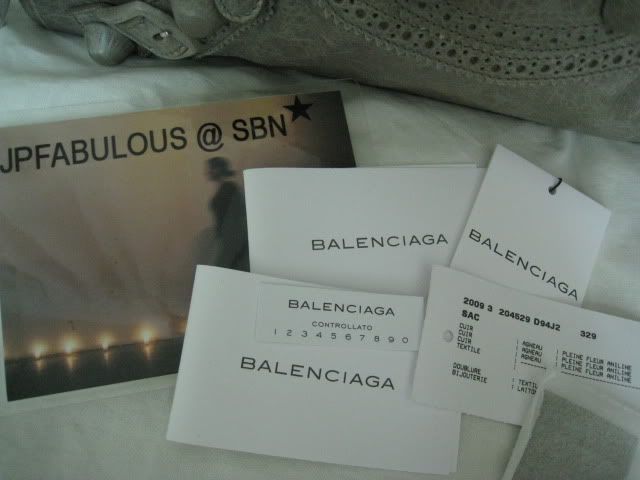 JPFABULOUS @ SBN
BALENCIAGA
BALENCIAGA
BALENCIAGA
CONTROLLATO
1 2 3 4 5 6 7 8 9 0
BALENCIAGA
2009 3 204529 D94J2 329
SAC
CUIR | AGNEAU | PLEINE FLEUR ANILINE
CUIR | AGNEAU | PLEINE FLEUR ANILINE
CUIR | AGNEAU | PLEINE FLEUR ANILINE
TEXTILE
DOUBLURE | TEXTIL
BIJOUTERIE | LAITON